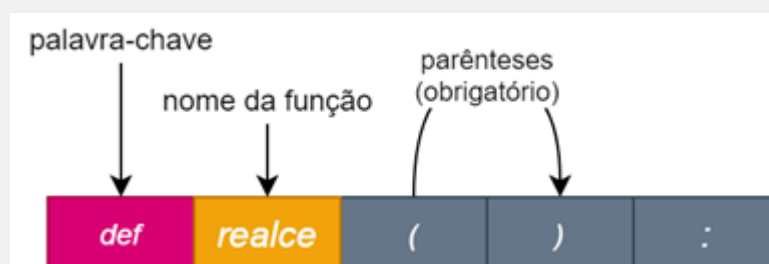 palavra-chave
nome da função
parênteses
(obrigatório)
def realce ( ) :